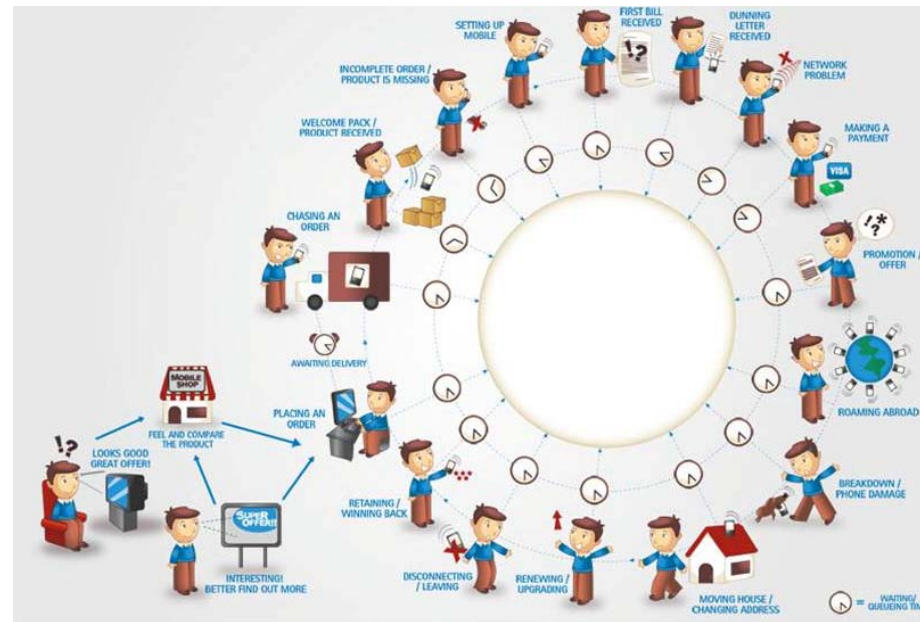 SETTING UP
MOBILE
FIRST BILL
RECEIVED
DUNNING
LETTER
RECEIVED
!?
NETWORK
PROBLEM
INCOMPLETE ORDER /
PRODUCT IS MISSING
WELCOME PACK /
PRODUCT RECEIVED
MAKING A
PAYMENT
VISA
CHASING AN
ORDER
!*
?
PROMOTION /
OFFER
AWAITING DELIVERY
ROAMING ABROAD
MOBILE
SHOP
PLACING AN
ORDER
FEEL AND COMPARE
THE PRODUCT
!?
LOOKS GOOD
GREAT OFFER!
BREAKDOWN /
PHONE DAMAGE
RETAINING /
WINNING BACK
SUPER
OFFER!!
DISCONNECTING
/ LEAVING
RENEWING /
UPGRADING
MOVING HOUSE /
CHANGING ADDRESS
INTERESTING!
BETTER FIND OUT MORE
= WAITING/
QUEUEING TIM